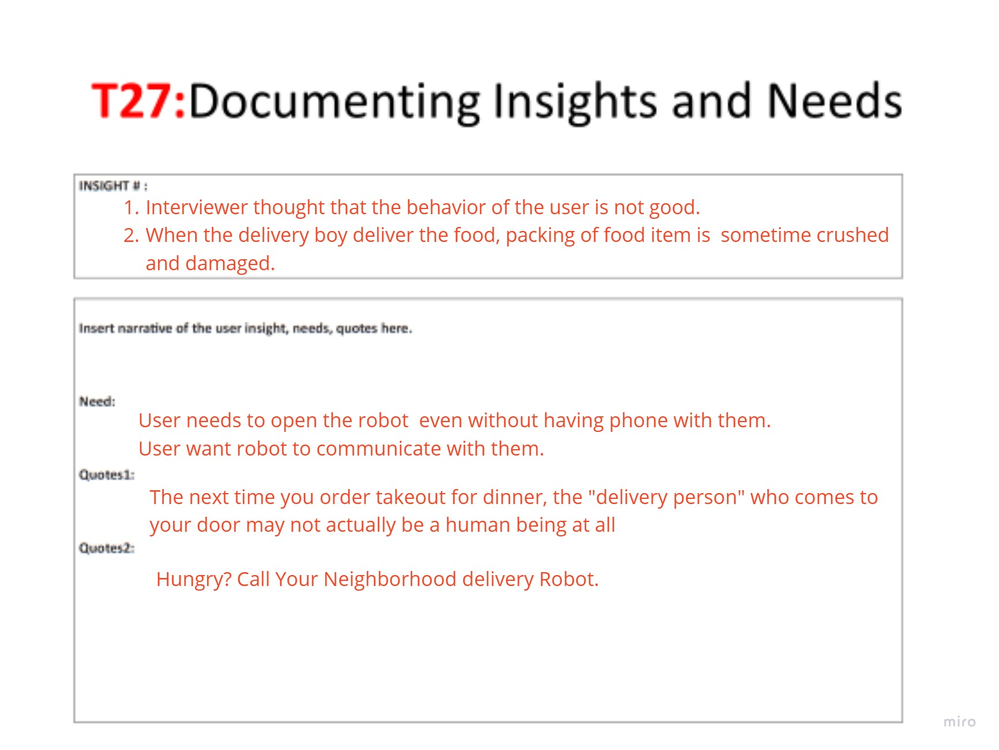 T27:Documenting Insights and Needs
INSIGHT # :
1. Interviewer thought that the behavior of the user is not good.
2. When the delivery boy deliver the food, packing of food item is  sometime crushed
and damaged.
Insert narrative of the user insight, needs, quotes here.
Need:
User needs to open the robot  even without having phone with them.
User want robot to communicate with them.
Quotes1:
The next time you order takeout for dinner, the "delivery person" who comes to
your door may not actually be a human being at all
Quotes2:
Hungry? Call Your Neighborhood delivery Robot.
miro